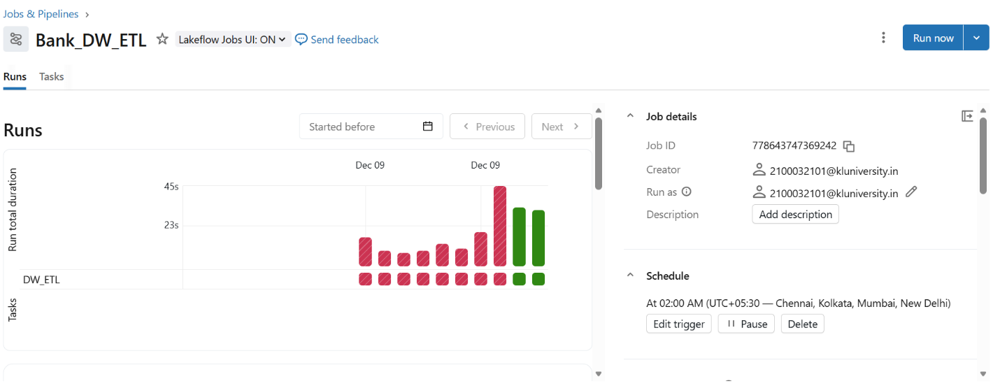 Jobs & Pipelines
Bank_DW_ETL Lakeflow Jobs UI: ON Send feedback
Run now
Runs Tasks
Runs
Started before Previous Next
Dec 09 Dec 09
Run total duration
45s
23s
DW_ETL
Tasks
Job details
Job ID 778643747369242
Creator 2100032101@kluniversity.in
Run as 2100032101@kluniversity.in
Description Add description
Schedule
At 02:00 AM (UTC+05:30 — Chennai, Kolkata, Mumbai, New Delhi)
Edit trigger Pause Delete